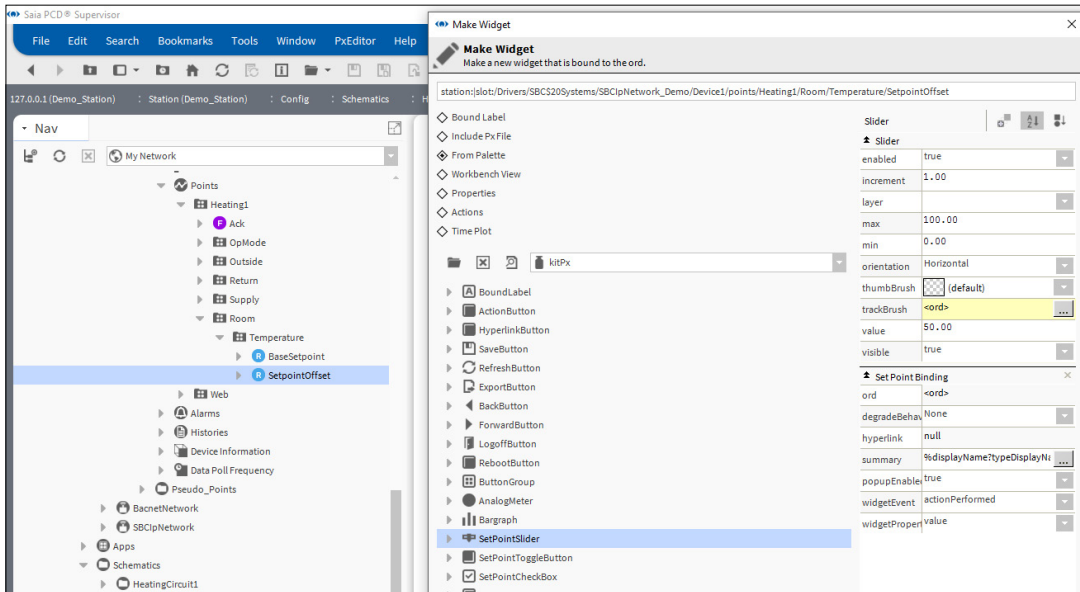 Saia PCD® Supervisor
File Edit Search Bookmarks Tools Window PxEditor Help
127.0.0.1 (Demo_Station) : Station (Demo_Station) : Config : Schematics : H
Nav
My Network
Points
Heating1
Ack
OpMode
Outside
Return
Supply
Room
Temperature
BaseSetpoint
SetpointOffset
Web
Alarms
Histories
Device Information
Data Poll Frequency
Pseudo_Points
BacnetNetwork
SBCIpNetwork
Apps
Schematics
HeatingCircuit1
Make Widget
Make Widget
Make a new widget that is bound to the ord.
station:|slot:/Drivers/SBCS20Systems/SBCIpNetwork_Demo/Device1/points/Heating1/Room/Temperature/SetpointOffset
Bound Label
Include Px File
From Palette
Workbench View
Properties
Actions
Time Plot
kitPx
BoundLabel
ActionButton
HyperlinkButton
SaveButton
RefreshButton
ExportButton
BackButton
ForwardButton
LogoffButton
RebootButton
ButtonGroup
AnalogMeter
Bargraph
SetPointSlider
SetPointToggleButton
SetPointCheckBox
Slider
Slider
enabled true
increment 1.00
layer
max 100.00
min 0.00
orientation Horizontal
thumbBrush (default)
trackBrush <ord> ...
value 50.00
visible true
Set Point Binding
ord <ord>
degradeBehav None
hyperlink null
summary %displayName?typeDisplayNa ...
popupEnable true
widgetEvent actionPerformed
widgetPropert value